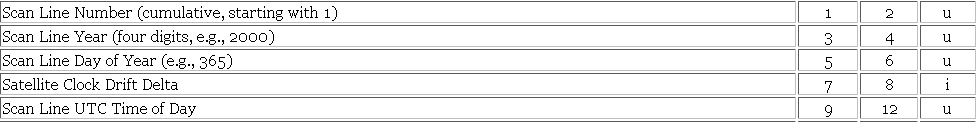 Scan Line Number (cumulative, starting with 1) 1 2 u
Scan Line Year (four digits, e.g., 2000) 3 4 u
Scan Line Day of Year (e.g., 365) 5 6 u
Satellite Clock Drift Delta 7 8 i
Scan Line UTC Time of Day 9 12 u